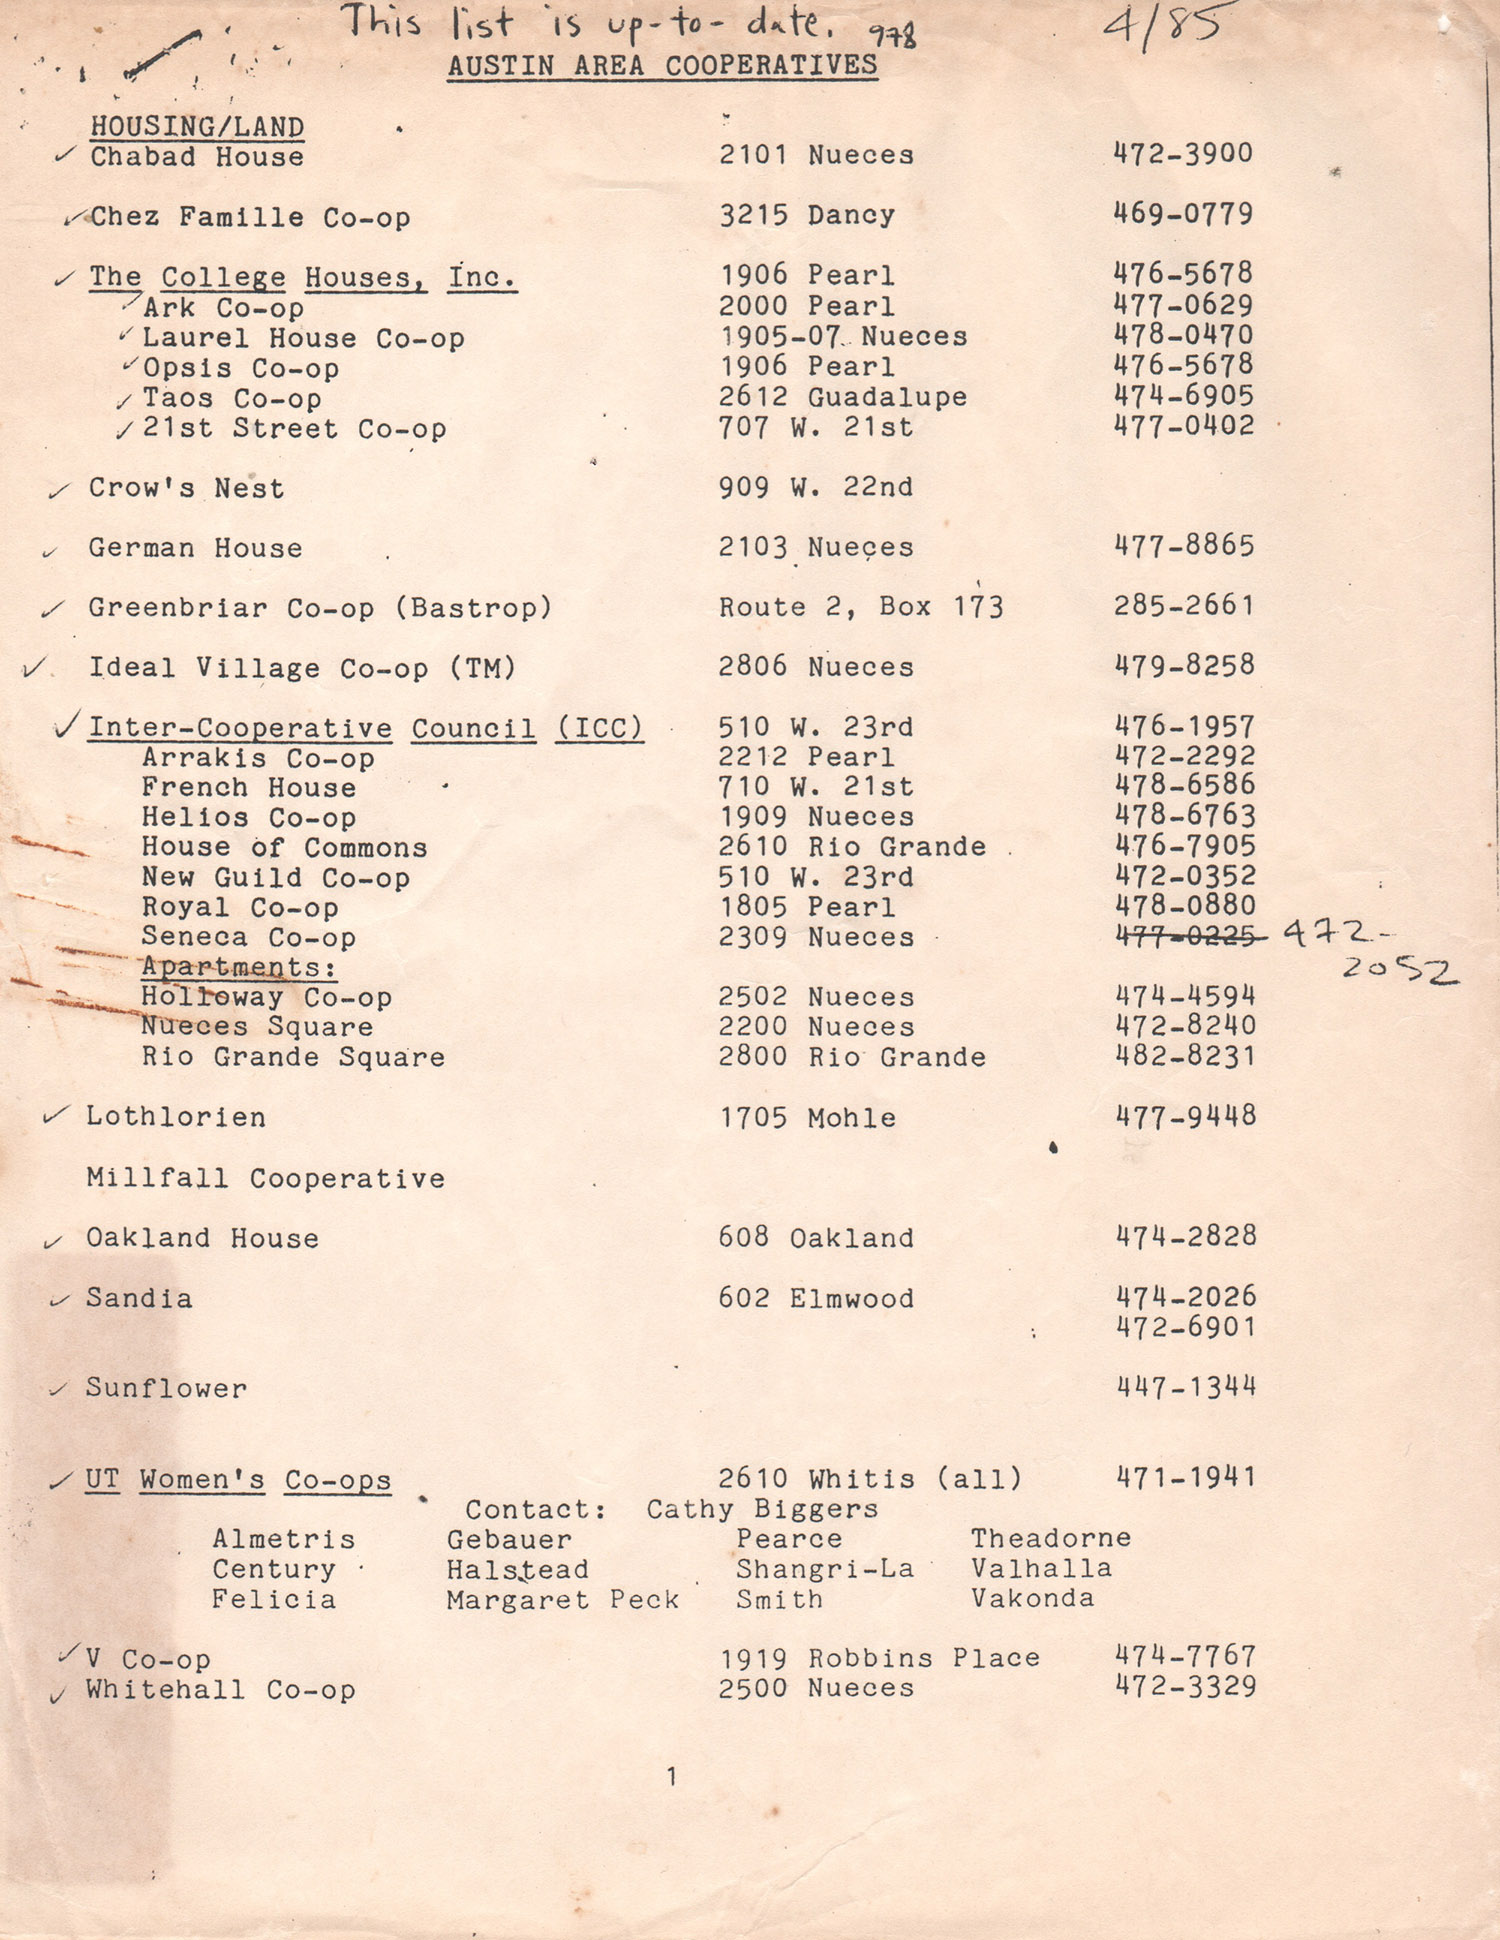 This list is up-to-date. 978 4/85
AUSTIN AREA COOPERATIVES
HOUSING/LAND
✓ Chabad House 2101 Nueces 472-3900
✓ Chez Famille Co-op 3215 Dancy 469-0779
✓ The College Houses, Inc. 1906 Pearl 476-5678
✓ Ark Co-op 2000 Pearl 477-0629
✓ Laurel House Co-op 1905-07 Nueces 478-0470
✓ Opsis Co-op 1906 Pearl 476-5678
✓ Taos Co-op 2612 Guadalupe 474-6905
✓ 21st Street Co-op 707 W. 21st 477-0402
✓ Crow's Nest 909 W. 22nd
✓ German House 2103 Nueces 477-8865
✓ Greenbriar Co-op (Bastrop) Route 2, Box 173 285-2661
✓ Ideal Village Co-op (TM) 2806 Nueces 479-8258
✓ Inter-Cooperative Council (ICC) 510 W. 23rd 476-1957
Arrakis Co-op 2212 Pearl 472-2292
French House 710 W. 21st 478-6586
Helios Co-op 1909 Nueces 478-6763
House of Commons 2610 Rio Grande 476-7905
New Guild Co-op 510 W. 23rd 472-0352
Royal Co-op 1805 Pearl 478-0880
Seneca Co-op 2309 Nueces 477-0225 472-
2052
Apartments:
Holloway Co-op 2502 Nueces 474-4594
Nueces Square 2200 Nueces 472-8240
Rio Grande Square 2800 Rio Grande 482-8231
✓ Lothlorien 1705 Mohle 477-9448
Millfall Cooperative
✓ Oakland House 608 Oakland 474-2828
✓ Sandia 602 Elmwood 474-2026
472-6901
✓ Sunflower 447-1344
✓ UT Women's Co-ops 2610 Whitis (all) 471-1941
Contact: Cathy Biggers
Almetris Gebauer Pearce Theadorne
Century Halstead Shangri-La Valhalla
Felicia Margaret Peck Smith Vakonda
✓ V Co-op 1919 Robbins Place 474-7767
✓ Whitehall Co-op 2500 Nueces 472-3329
1